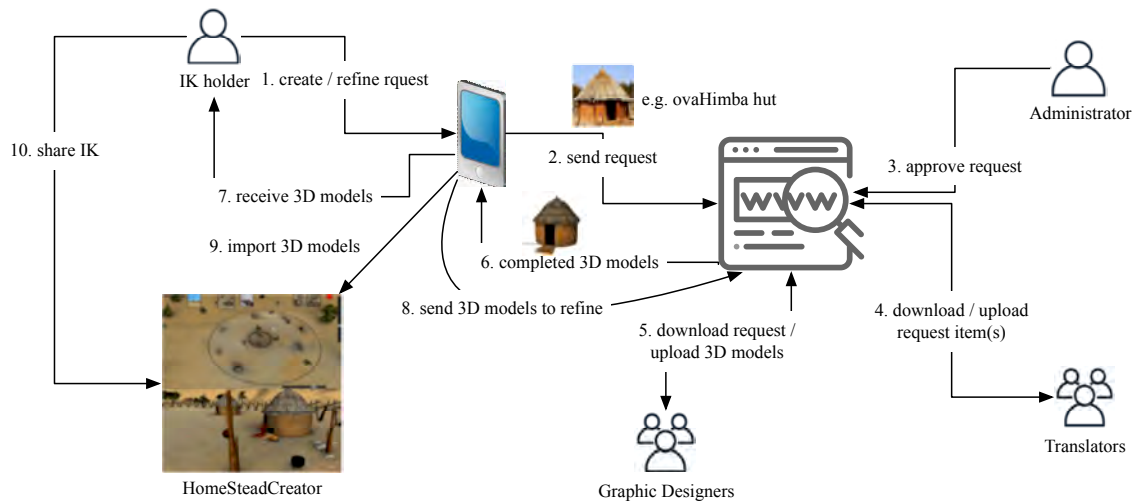 IK holder
1. create / refine rquest
e.g. ovaHimba hut
Administrator
10. share IK
2. send request
3. approve request
7. receive 3D models
WWW
9. import 3D models
6. completed 3D models
8. send 3D models to refine
5. download request /
upload 3D models
4. download / upload
request item(s)
HomeSteadCreator
Graphic Designers
Translators